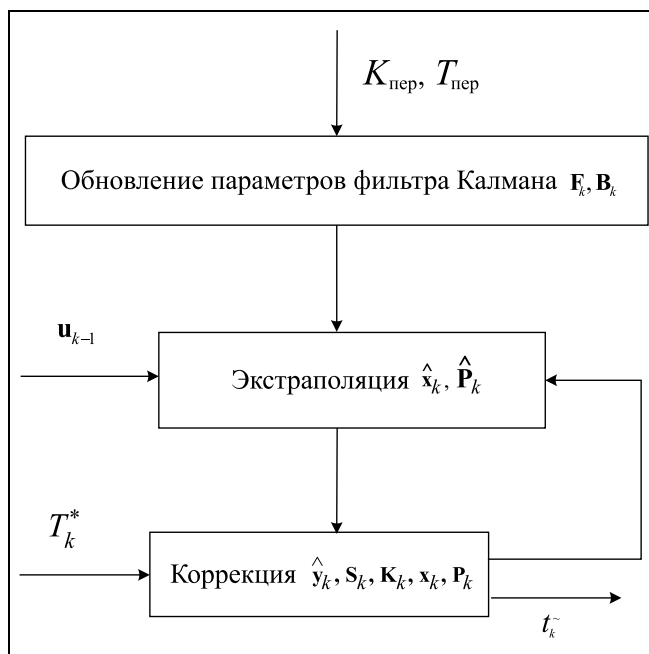 K_пер, T_пер
Обновление параметров фильтра Калмана F_k, B_k
u_{k−1}
Экстраполяция x̂_k, P̂_k
T_k^*
Коррекция ŷ_k, S_k, K_k, x_k, P_k
t_k^~